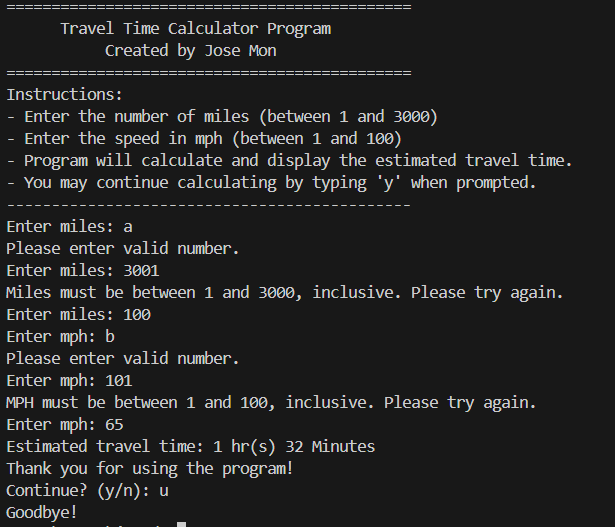 =============================================
Travel Time Calculator Program
Created by Jose Mon
=============================================
Instructions:
- Enter the number of miles (between 1 and 3000)
- Enter the speed in mph (between 1 and 100)
- Program will calculate and display the estimated travel time.
- You may continue calculating by typing 'y' when prompted.
---------------------------------------------
Enter miles: a
Please enter valid number.
Enter miles: 3001
Miles must be between 1 and 3000, inclusive. Please try again.
Enter miles: 100
Enter mph: b
Please enter valid number.
Enter mph: 101
MPH must be between 1 and 100, inclusive. Please try again.
Enter mph: 65
Estimated travel time: 1 hr(s) 32 Minutes
Thank you for using the program!
Continue? (y/n): u
Goodbye!